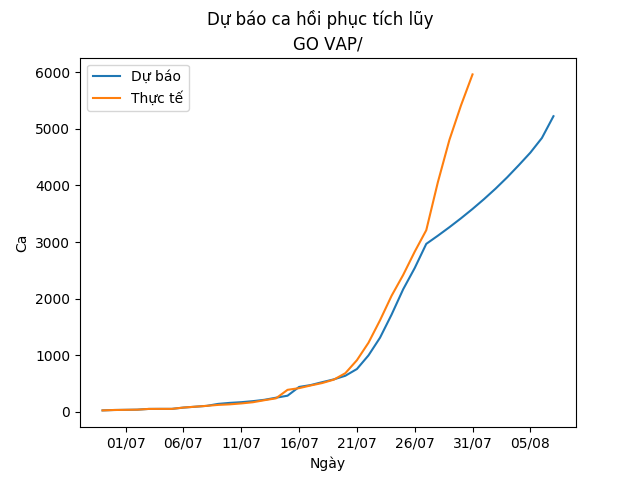 Dự báo ca hồi phục tích lũy
GO VAP/
Dự báo
Thực tế
6000
5000
4000
3000
2000
1000
0
Ca
01/07 06/07 11/07 16/07 21/07 26/07 31/07 05/08
Ngày